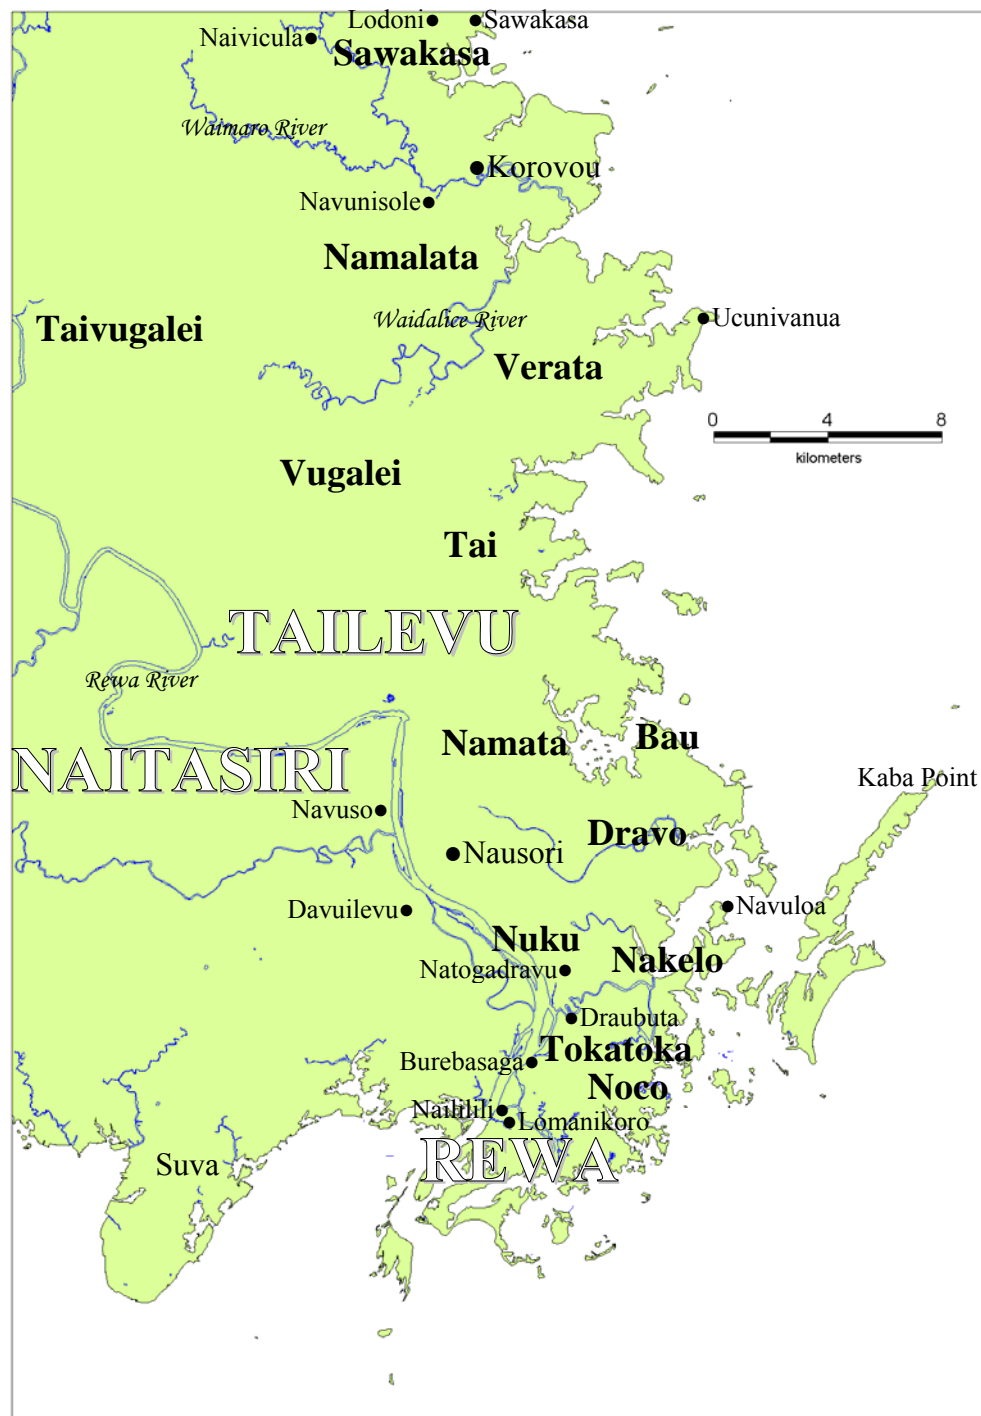 Lodoni
Sawakasa
Naivicula
Sawakasa
Waimaro River
Korovou
Navunisole
Namalata
Taivugalei
Waidalice River
Ucunivanua
Verata
0 4 8
kilometers
Vugalei
Tai
TAILEVU
Rewa River
Namata
Bau
NAITASIRI
Kaba Point
Navuso
Dravo
Nausori
Davuilevu
Navuloa
Nuku
Nakelo
Natogadravu
Draubuta
Tokatoka
Burebasaga
Noco
Naililili
Lomanikoro
REWA
Suva